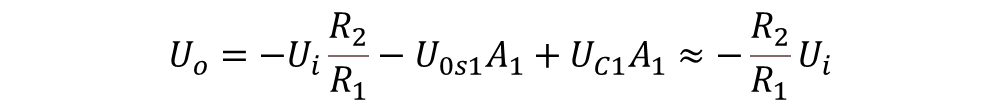 $U_o = -U_i \frac{R_2}{R_1} - U_{0s1}A_1 + U_{C1}A_1 \approx -\frac{R_2}{R_1}U_i$